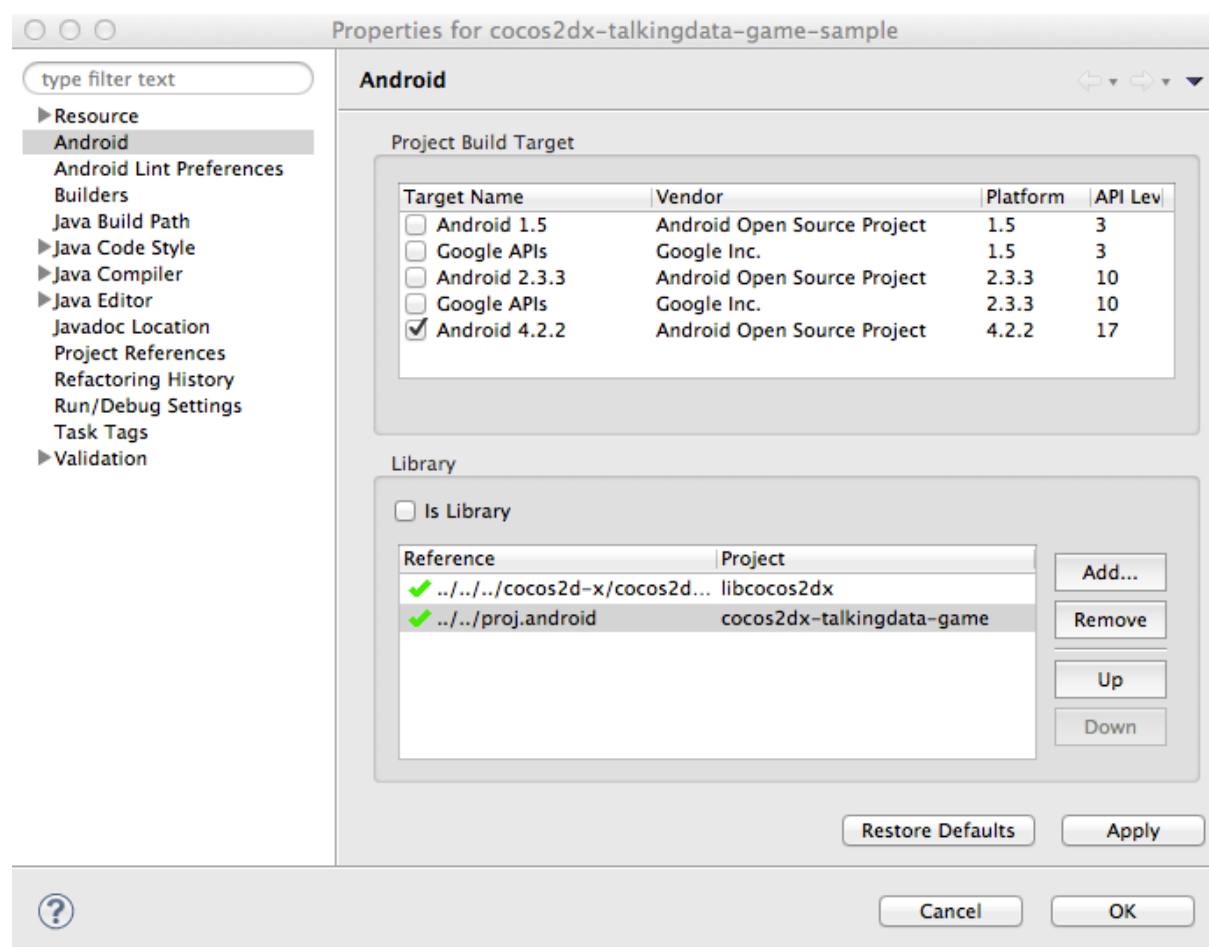 Properties for cocos2dx-talkingdata-game-sample
type filter text
Resource
Android
Android Lint Preferences
Builders
Java Build Path
Java Code Style
Java Compiler
Java Editor
Javadoc Location
Project References
Refactoring History
Run/Debug Settings
Task Tags
Validation
Android
Project Build Target
Target Name Vendor Platform API Lev
Android 1.5 Android Open Source Project 1.5 3
Google APIs Google Inc. 1.5 3
Android 2.3.3 Android Open Source Project 2.3.3 10
Google APIs Google Inc. 2.3.3 10
Android 4.2.2 Android Open Source Project 4.2.2 17
Library
Is Library
Reference Project
../../../cocos2d-x/cocos2d... libcocos2dx
../../proj.android cocos2dx-talkingdata-game
Add...
Remove
Up
Down
Restore Defaults Apply
? Cancel OK